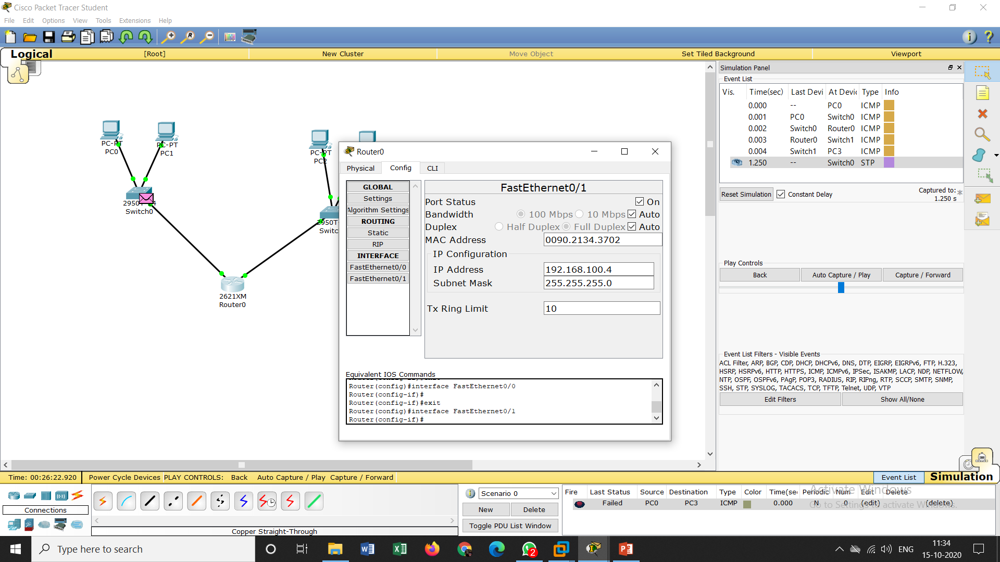 Cisco Packet Tracer Student
File Edit Options View Tools Extensions Help
Logical [Root] New Cluster Move Object Set Tiled Background Viewport
PC-PT
PC0
PC-PT
PC1
PC-PT
PC2
Switch0
2950T
Switc
2621XM
Router0
Router0
Physical Config CLI
GLOBAL
Settings
Algorithm Settings
ROUTING
Static
RIP
INTERFACE
FastEthernet0/0
FastEthernet0/1
FastEthernet0/1
Port Status On
Bandwidth 100 Mbps 10 Mbps Auto
Duplex Half Duplex Full Duplex Auto
MAC Address 0090.2134.3702
IP Configuration
IP Address 192.168.100.4
Subnet Mask 255.255.255.0
Tx Ring Limit 10
Equivalent IOS Commands
Router(config)#interface FastEthernet0/0
Router(config-if)#
Router(config-if)#exit
Router(config)#interface FastEthernet0/1
Router(config-if)#
Simulation Panel
Event List
Vis. Time(sec) Last Devi At Devic Type Info
0.000 -- PC0 ICMP
0.001 PC0 Switch0 ICMP
0.002 Switch0 Router0 ICMP
0.003 Router0 Switch1 ICMP
0.004 Switch1 PC3 ICMP
1.250 -- Switch0 STP
Reset Simulation Constant Delay Captured to: *
1.250 s
Play Controls
Back Auto Capture / Play Capture / Forward
Event List Filters - Visible Events
ACL Filter, ARP, BGP, CDP, DHCP, DHCPv6, DNS, DTP, EIGRP, EIGRPv6, FTP, H.323,
HSRP, HSRPv6, HTTP, HTTPS, ICMP, ICMPv6, IPSec, ISAKMP, LACP, NDP, NETFLOW,
NTP, OSPF, OSPFv6, PAgP, POP3, RADIUS, RIP, RIPng, RTP, SCCP, SMTP, SNMP,
SSH, STP, SYSLOG, TACACS, TCP, TFTP, Telnet, UDP, VTP
Edit Filters Show All/None
Time: 00:26:22.920 Power Cycle Devices PLAY CONTROLS: Back Auto Capture / Play Capture / Forward Event List Simulation
Connections
Copper Straight-Through
Scenario 0
New Delete
Toggle PDU List Window
Fire Last Status Source Destination Type Color Time(sec Periodic Num Edit Delete
Failed PC0 PC3 ICMP 0.000 N 0 (edit) (delete)
Activate Windows
Go to Settings to activate Windows.
Type here to search
2
ENG
11:34
15-10-2020